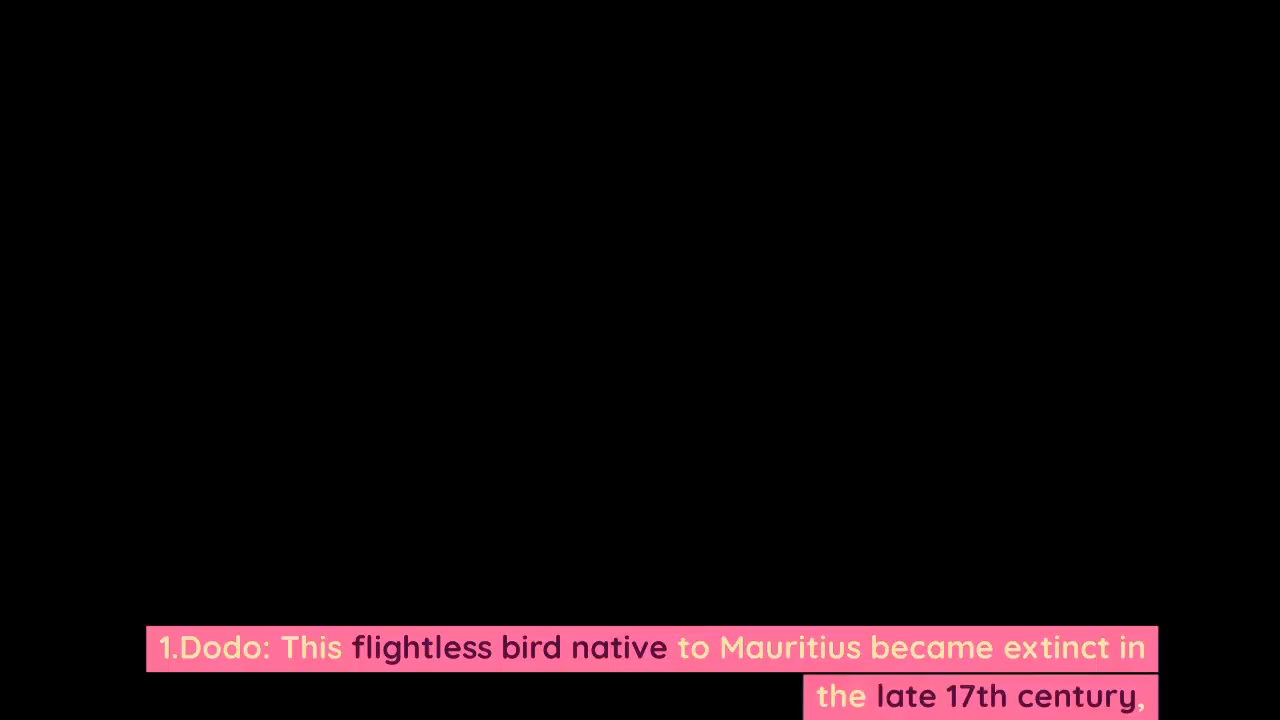 1.Dodo: This flightless bird native to Mauritius became extinct in
the late 17th century,